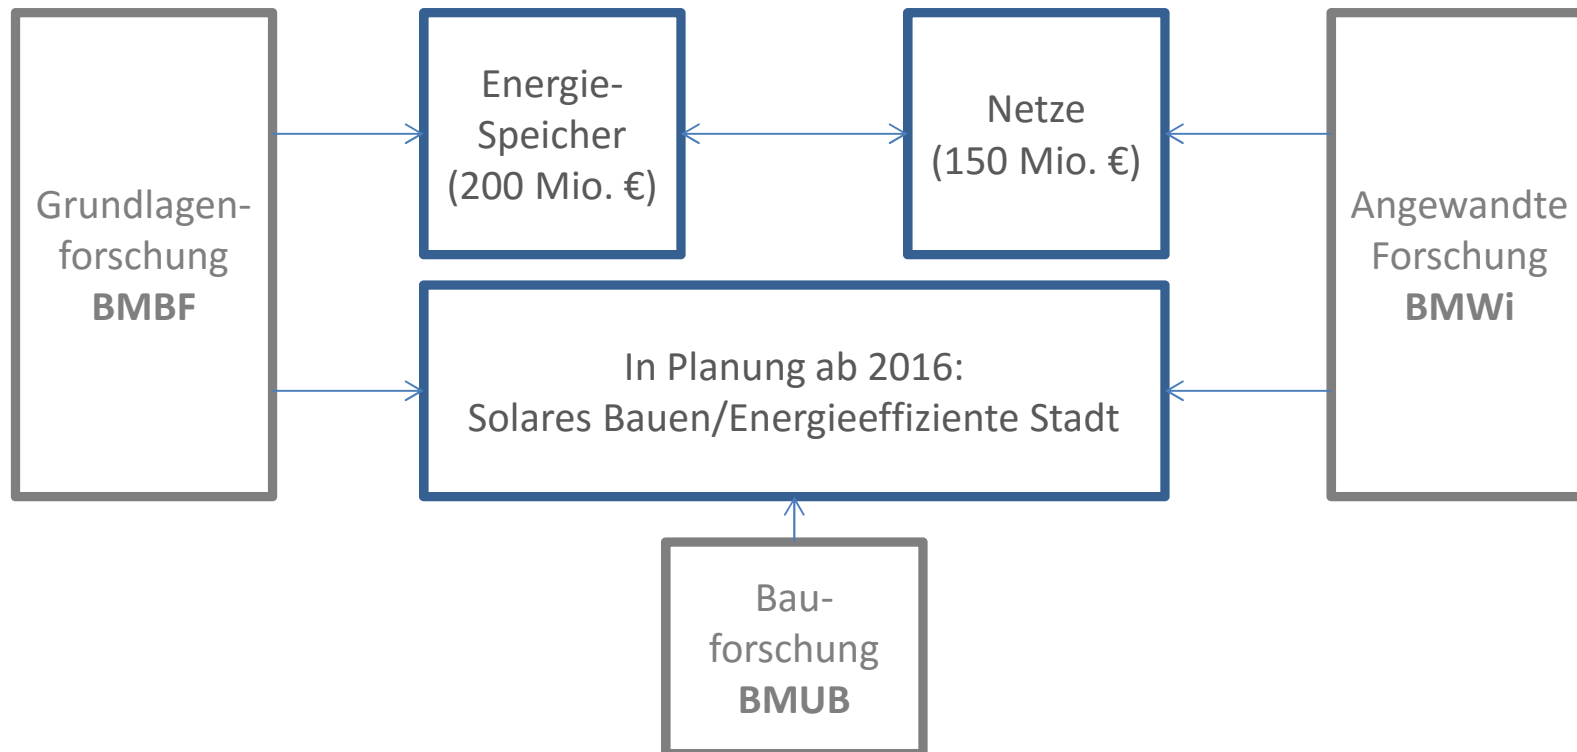 Grundlagen-
forschung
BMBF
Energie-
Speicher
(200 Mio. €)
Netze
(150 Mio. €)
Angewandte
Forschung
BMWi
In Planung ab 2016:
Solares Bauen/Energieeffiziente Stadt
Bau-
forschung
BMUB